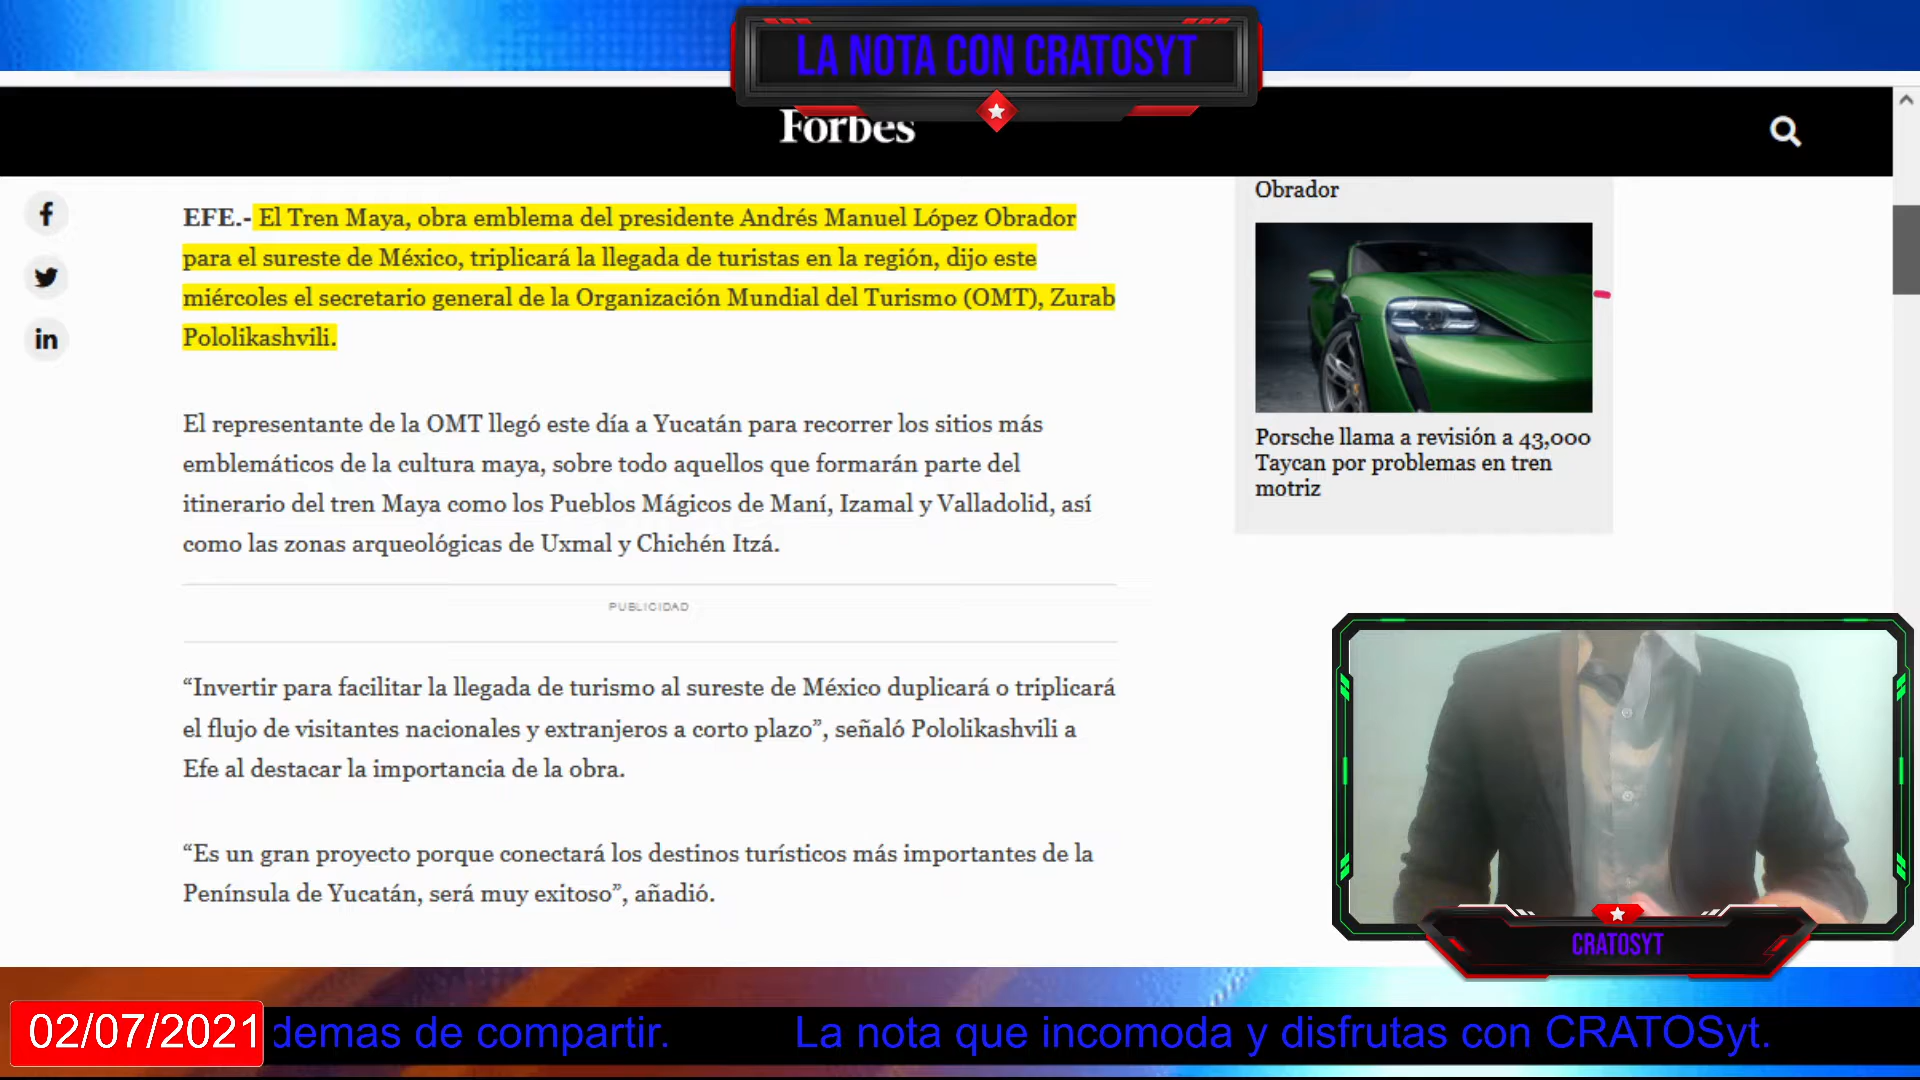 LA NOTA CON CRATOSYT
Forbes
EFE.- El Tren Maya, obra emblema del presidente Andrés Manuel López Obrador
para el sureste de México, triplicará la llegada de turistas en la región, dijo este
miércoles el secretario general de la Organización Mundial del Turismo (OMT), Zurab
Pololikashvili.
El representante de la OMT llegó este día a Yucatán para recorrer los sitios más
emblemáticos de la cultura maya, sobre todo aquellos que formarán parte del
itinerario del tren Maya como los Pueblos Mágicos de Maní, Izamal y Valladolid, así
como las zonas arqueológicas de Uxmal y Chichén Itzá.
PUBLICIDAD
“Invertir para facilitar la llegada de turismo al sureste de México duplicará o triplicará
el flujo de visitantes nacionales y extranjeros a corto plazo”, señaló Pololikashvili a
Efe al destacar la importancia de la obra.
“Es un gran proyecto porque conectará los destinos turísticos más importantes de la
Península de Yucatán, será muy exitoso”, añadió.
Obrador
Porsche llama a revisión a 43,000
Taycan por problemas en tren
motriz
CRATOSYT
02/07/2021
demas de compartir. La nota que incomoda y disfrutas con CRATOSyt.